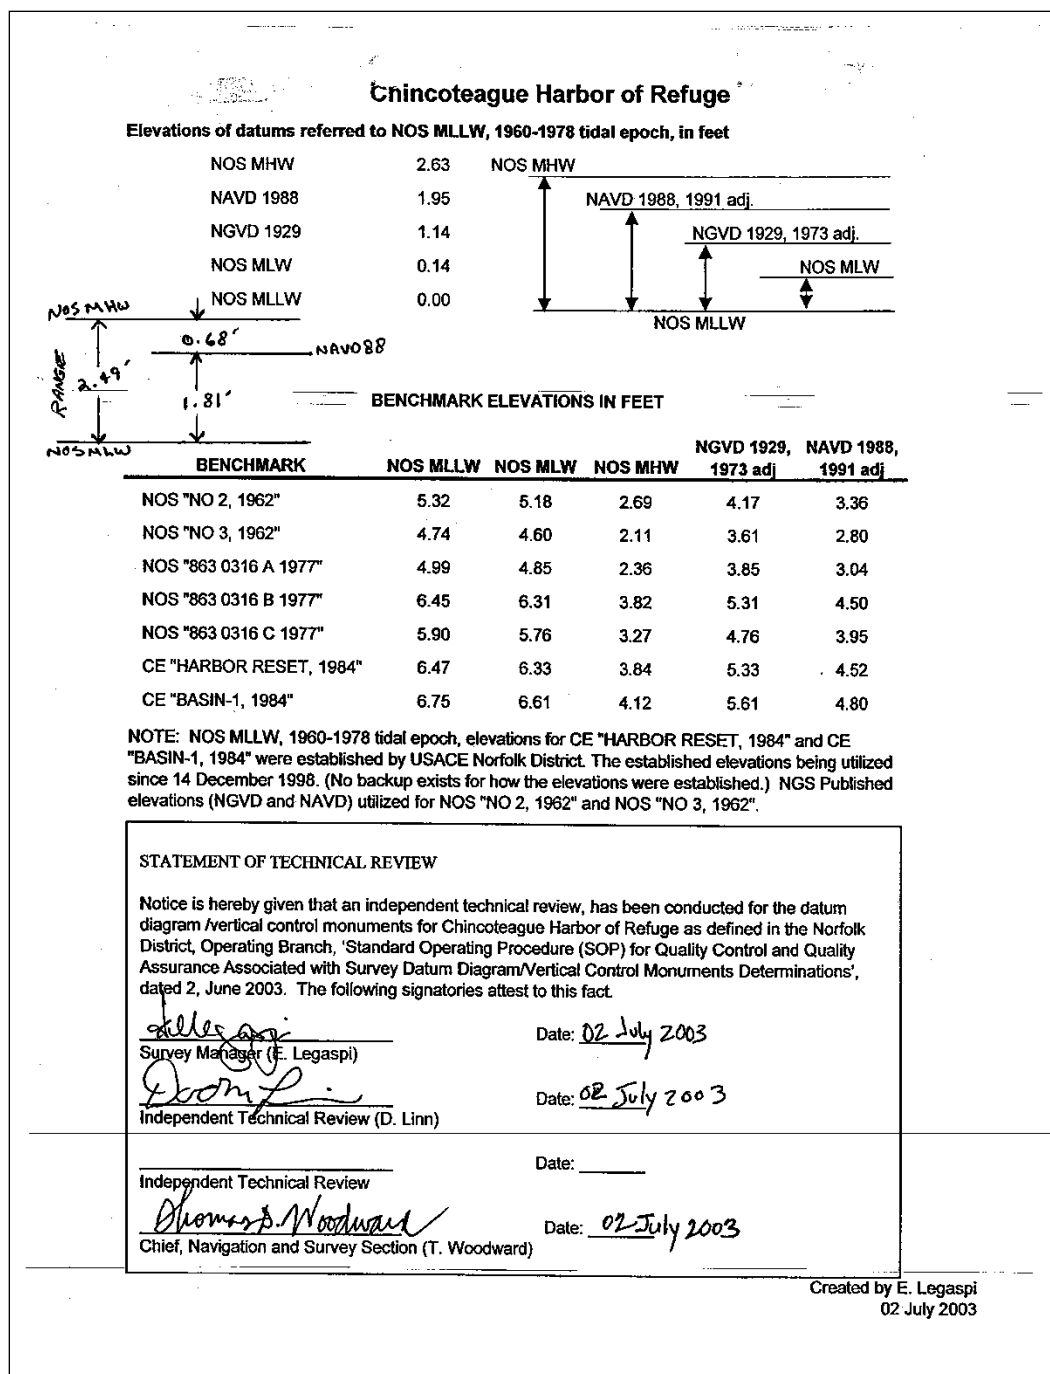 Chincoteague Harbor of Refuge
Elevations of datums referred to NOS MLLW, 1960-1978 tidal epoch, in feet
NOS MHW 2.63
NAVD 1988 1.95
NGVD 1929 1.14
NOS MLW 0.14
NOS MLLW 0.00
NOS MHW
NAVD 1988, 1991 adj.
NGVD 1929, 1973 adj.
NOS MLW
NOS MLLW
NOS MHW
0.68'
NAVD88
RANGE
2.49'
1.81'
NOS MLW
BENCHMARK ELEVATIONS IN FEET
BENCHMARK NOS MLLW NOS MLW NOS MHW NGVD 1929, 1973 adj NAVD 1988, 1991 adj
NOS "NO 2, 1962" 5.32 5.18 2.69 4.17 3.36
NOS "NO 3, 1962" 4.74 4.60 2.11 3.61 2.80
NOS "863 0316 A 1977" 4.99 4.85 2.36 3.85 3.04
NOS "863 0316 B 1977" 6.45 6.31 3.82 5.31 4.50
NOS "863 0316 C 1977" 5.90 5.76 3.27 4.76 3.95
CE "HARBOR RESET, 1984" 6.47 6.33 3.84 5.33 4.52
CE "BASIN-1, 1984" 6.75 6.61 4.12 5.61 4.80
NOTE: NOS MLLW, 1960-1978 tidal epoch, elevations for CE "HARBOR RESET, 1984" and CE
"BASIN-1, 1984" were established by USACE Norfolk District. The established elevations being utilized
since 14 December 1998. (No backup exists for how the elevations were established.) NGS Published
elevations (NGVD and NAVD) utilized for NOS "NO 2, 1962" and NOS "NO 3, 1962".
STATEMENT OF TECHNICAL REVIEW
Notice is hereby given that an independent technical review, has been conducted for the datum
diagram /vertical control monuments for Chincoteague Harbor of Refuge as defined in the Norfolk
District, Operating Branch, 'Standard Operating Procedure (SOP) for Quality Control and Quality
Assurance Associated with Survey Datum Diagram/Vertical Control Monuments Determinations',
dated 2, June 2003. The following signatories attest to this fact.
Date: 02 July 2003
Survey Manager (E. Legaspi)
Date: 02 July 2003
Independent Technical Review (D. Linn)
Date:
Independent Technical Review
Thomas D. Woodward Date: 02 July 2003
Chief, Navigation and Survey Section (T. Woodward)
Created by E. Legaspi
02 July 2003